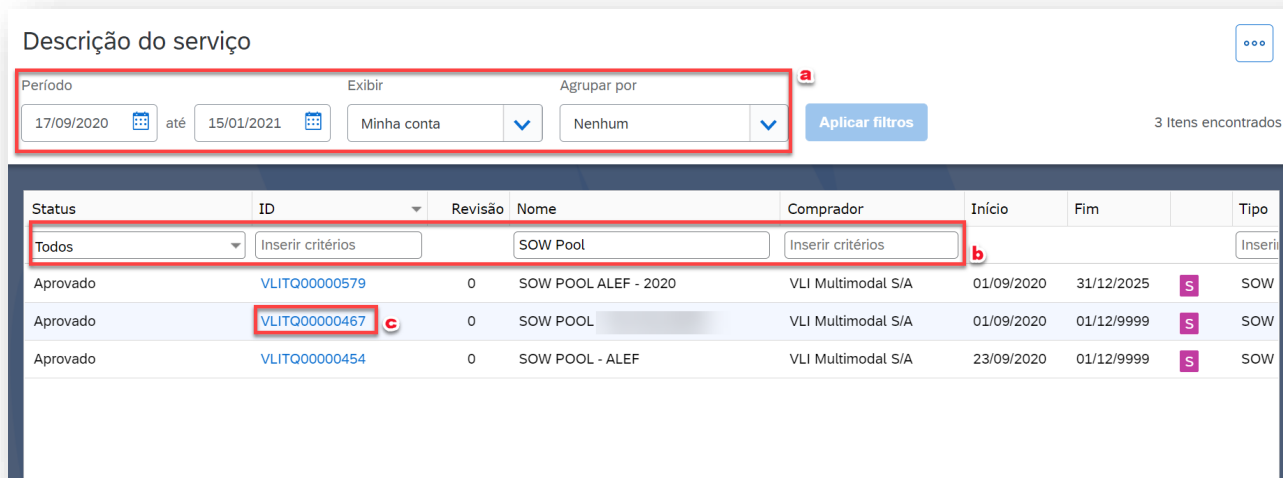 Descrição do serviço
Período Exibir Agrupar por a
17/09/2020 até 15/01/2021 Minha conta Nenhum Aplicar filtros 3 Itens encontrados
Status ID Revisão Nome Comprador Início Fim Tipo
Todos Inserir critérios SOW Pool Inserir critérios b Inseri
Aprovado VLITQ00000579 0 SOW POOL ALEF - 2020 VLI Multimodal S/A 01/09/2020 31/12/2025 S SOW
Aprovado VLITQ00000467 c 0 SOW POOL VLI Multimodal S/A 01/09/2020 01/12/9999 S SOW
Aprovado VLITQ00000454 0 SOW POOL - ALEF VLI Multimodal S/A 23/09/2020 01/12/9999 S SOW